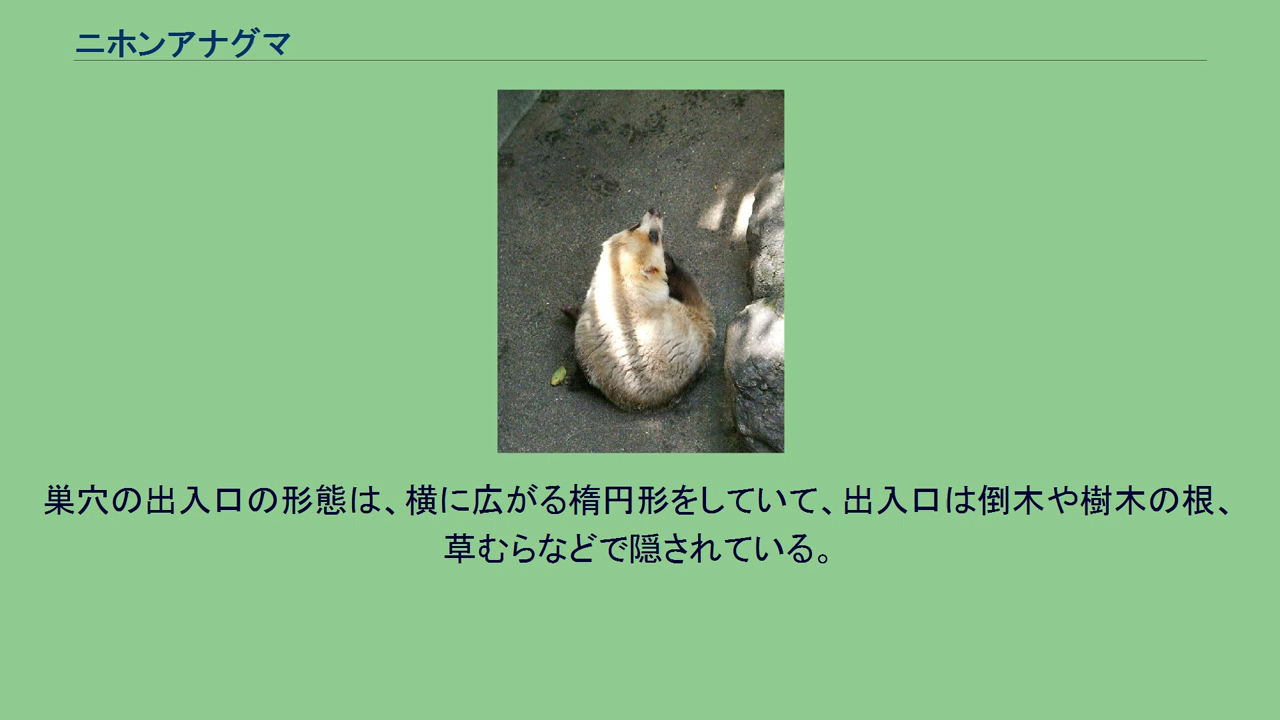 ニホンアナグマ
巣穴の出入口の形態は、横に広がる楕円形をしていて、出入口は倒木や樹木の根、
草むらなどで隠されている。